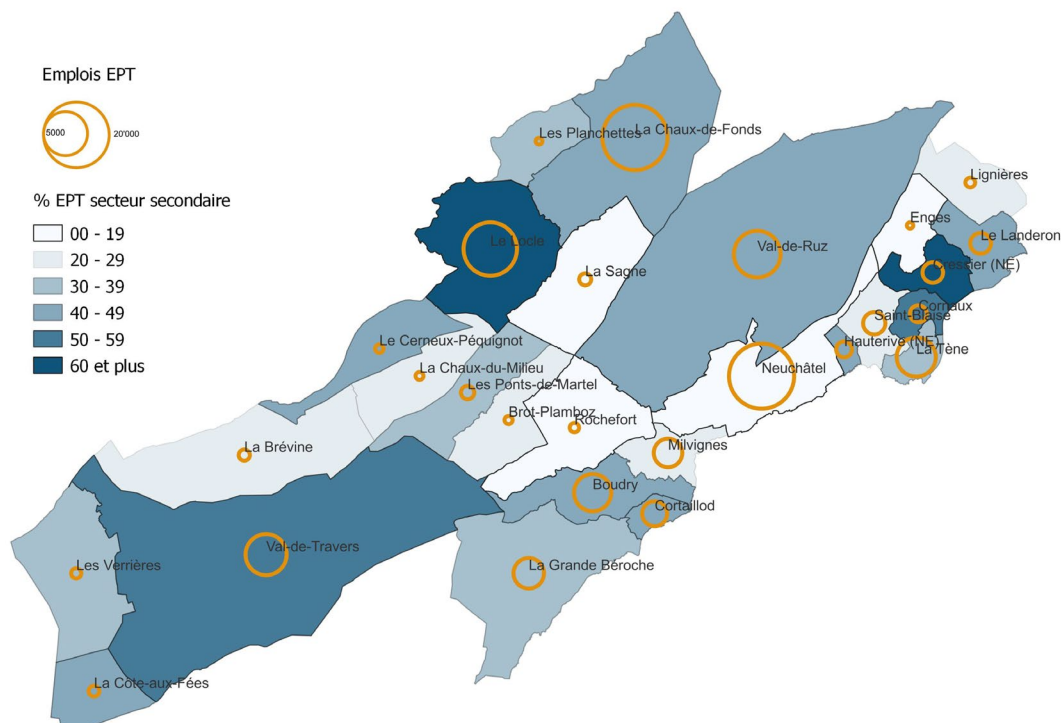 Emplois EPT
5000
20'000
% EPT secteur secondaire
00 - 19
20 - 29
30 - 39
40 - 49
50 - 59
60 et plus
Les Planchettes
La Chaux-de-Fonds
Lignières
Enges
Le Landeron
Le Locle
Val-de-Ruz
Cressier (NE)
La Sagne
Cornaux
Saint-Blaise
Hauterive (NE)
La Tène
Le Cerneux-Péquignot
La Chaux-du-Milieu
Les Ponts-de-Martel
Neuchâtel
Brot-Plamboz
Rochefort
La Brévine
Milvignes
Boudry
Cortaillod
Val-de-Travers
Les Verrières
La Grande Béroche
La Côte-aux-Fées